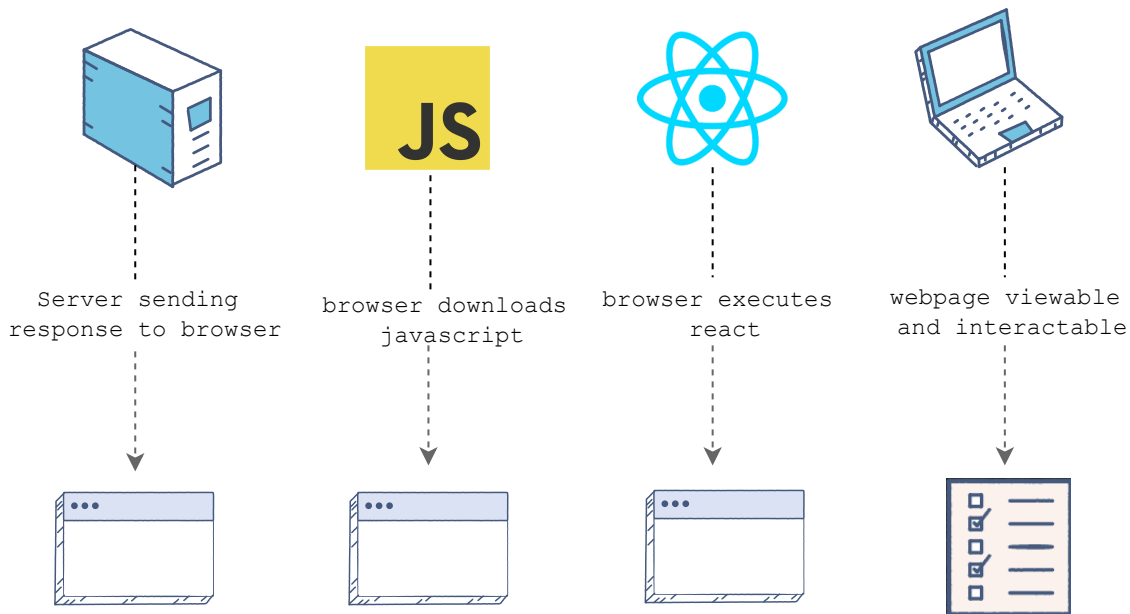 JS
Server sending
response to browser
browser downloads
javascript
browser executes
react
webpage viewable
and interactable